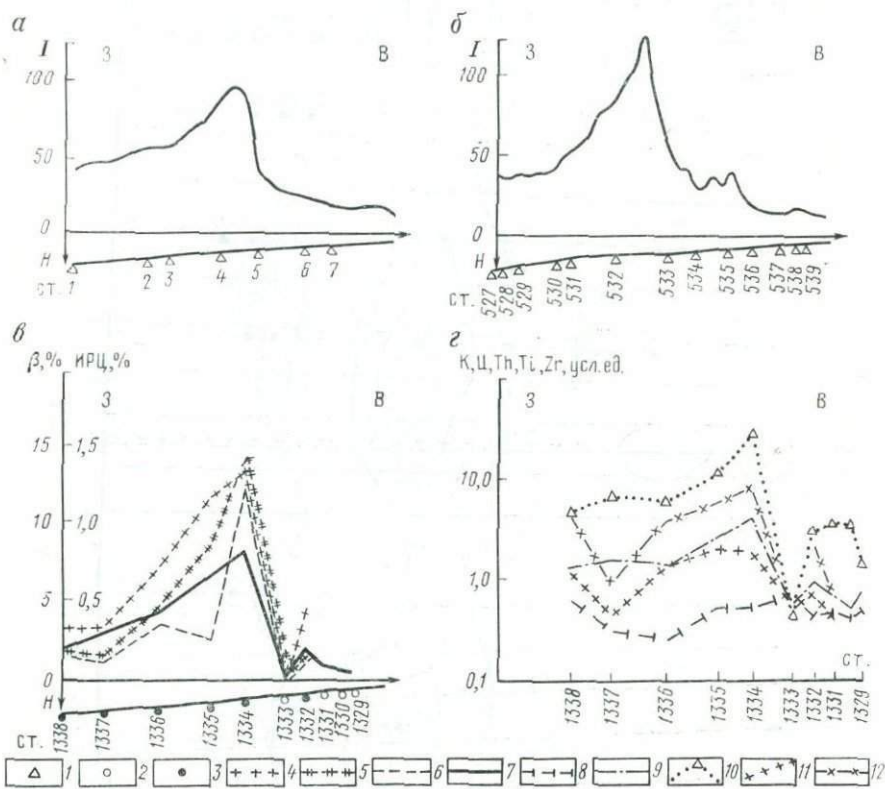 а
I З В
100
50
0
H
ст. 1 2 3 4 5 6 7
б
I З В
100
50
0
H
ст. 527 528 529 530 531 532 533 534 535 536 537 538 539
в
β,% ИРЦ,%
З В
15 1,5
10 1,0
5 0,5
0
H
ст. 1338 1337 1336 1335 1334 1333 1332 1331 1330 1329
г
K,U,Th,Ti,Zr, усл.ед.
З В
10,0
1,0
0,1
ст.
1338 1337 1336 1335 1334 1333 1332 1331 1329
1 2 3 4 5 6 7 8 9 10 11 12